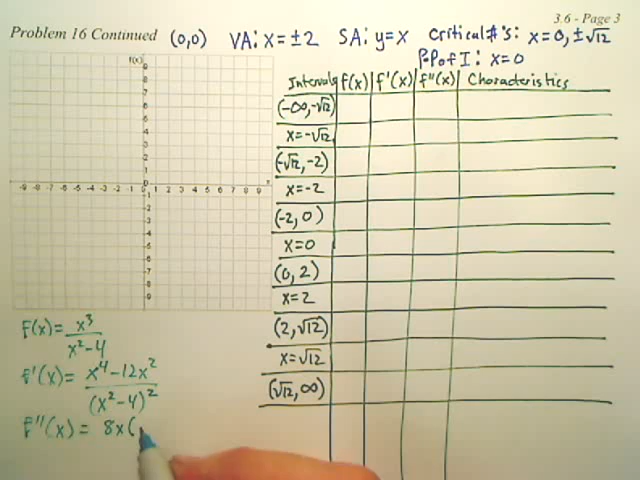 3.6 - Page 3
Problem 16 Continued (0,0) VA: x = ±2 SA: y = x Critical #'s: x = 0, ±√12
P.P of I: x = 0
f(x)
9
8
7
6
5
4
3
2
1
0
-9 -8 -7 -6 -5 -4 -3 -2 -1 0 1 2 3 4 5 6 7 8 9 x
-1
-2
-3
-4
-5
-6
-7
-8
-9
Intervals f(x) f'(x) f''(x) Characteristics
(-∞, -√12)
x = -√12
(-√12, -2)
x = -2
(-2, 0)
x = 0
(0, 2)
x = 2
(2, √12)
x = √12
(√12, ∞)
f(x) = x³ / (x² - 4)
f'(x) = (x⁴ - 12x²) / (x² - 4)²
f''(x) = 8x(